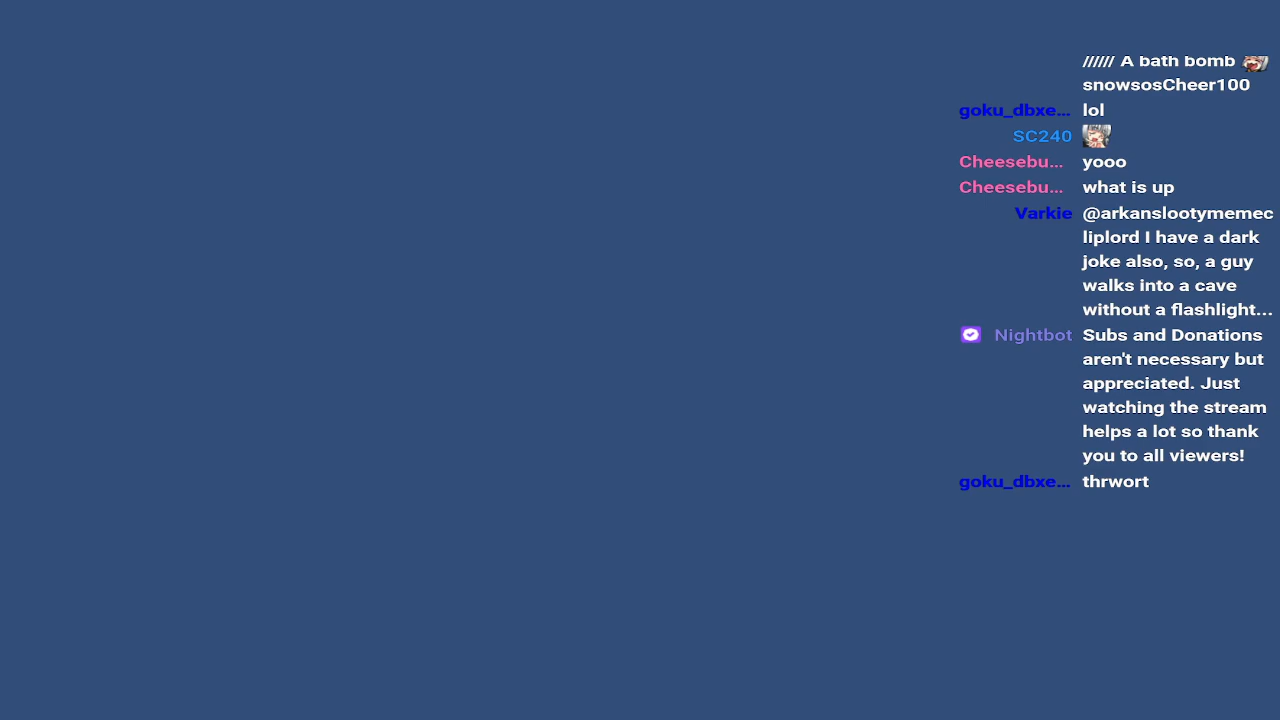 ////// A bath bomb
snowsosCheer100
goku_dbxe... lol
SC240
Cheesebu... yooo
Cheesebu... what is up
Varkie @arkanslootymemec
liplord I have a dark
joke also, so, a guy
walks into a cave
without a flashlight...
Nightbot Subs and Donations
aren't necessary but
appreciated. Just
watching the stream
helps a lot so thank
you to all viewers!
goku_dbxe... thrwort